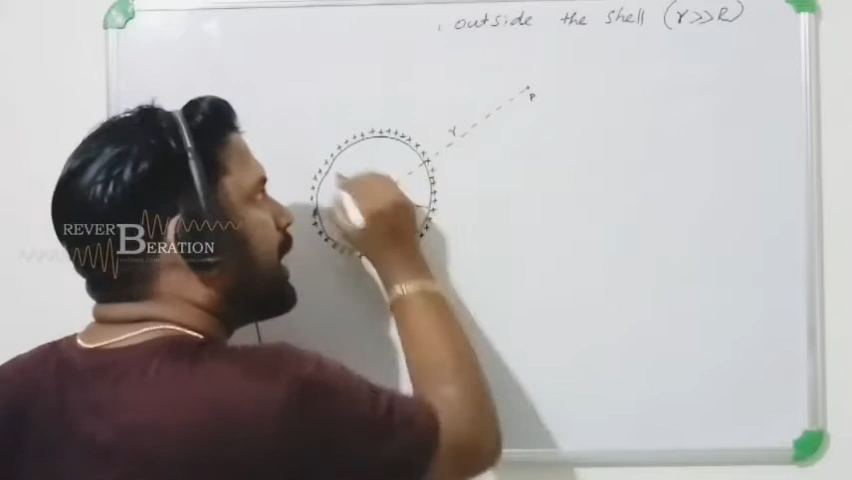 , outside the shell (r>>R)
P
r
REVERBERATION